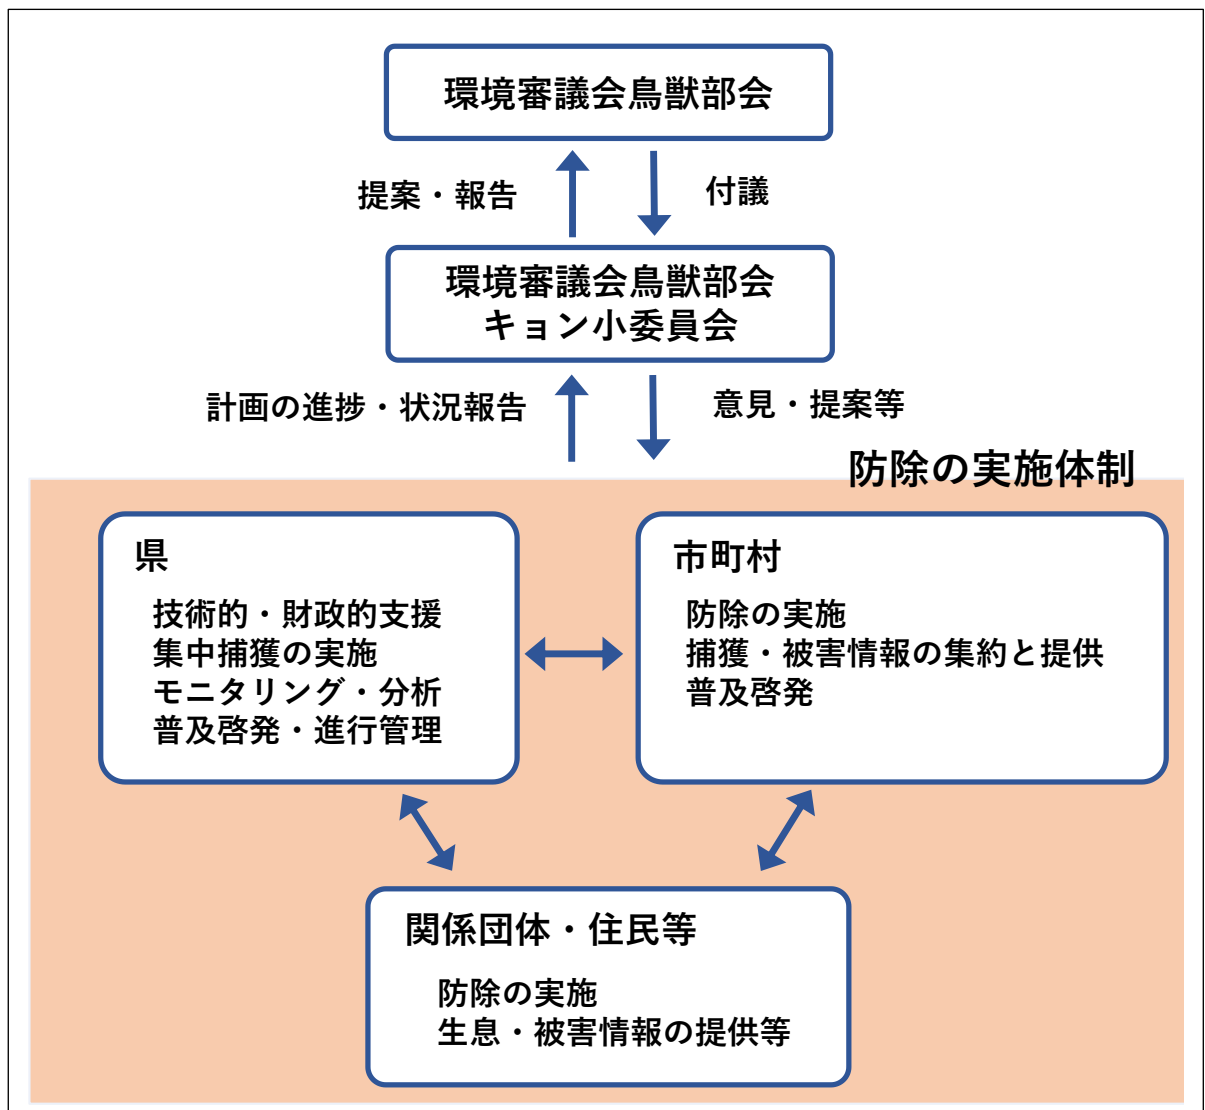 環境審議会鳥獣部会
提案・報告
付議
環境審議会鳥獣部会
キョン小委員会
計画の進捗・状況報告
意見・提案等
防除の実施体制
県
技術的・財政的支援
集中捕獲の実施
モニタリング・分析
普及啓発・進行管理
市町村
防除の実施
捕獲・被害情報の集約と提供
普及啓発
関係団体・住民等
防除の実施
生息・被害情報の提供等